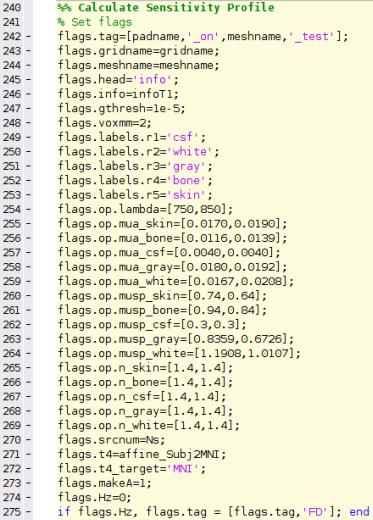 240 %% Calculate Sensitivity Profile
241 % Set flags
242 - flags.tag=[padname,'_on',meshname,'_test'];
243 - flags.gridname=gridname;
244 - flags.meshname=meshname;
245 - flags.head='info';
246 - flags.info=infoT1;
247 - flags.gthresh=1e-5;
248 - flags.voxmm=2;
249 - flags.labels.r1='csf';
250 - flags.labels.r2='white';
251 - flags.labels.r3='gray';
252 - flags.labels.r4='bone';
253 - flags.labels.r5='skin';
254 - flags.op.lambda=[750,850];
255 - flags.op.mua_skin=[0.0170,0.0190];
256 - flags.op.mua_bone=[0.0116,0.0139];
257 - flags.op.mua_csf=[0.0040,0.0040];
258 - flags.op.mua_gray=[0.0180,0.0192];
259 - flags.op.mua_white=[0.0167,0.0208];
260 - flags.op.musp_skin=[0.74,0.64];
261 - flags.op.musp_bone=[0.94,0.84];
262 - flags.op.musp_csf=[0.3,0.3];
263 - flags.op.musp_gray=[0.8359,0.6726];
264 - flags.op.musp_white=[1.1908,1.0107];
265 - flags.op.n_skin=[1.4,1.4];
266 - flags.op.n_bone=[1.4,1.4];
267 - flags.op.n_csf=[1.4,1.4];
268 - flags.op.n_gray=[1.4,1.4];
269 - flags.op.n_white=[1.4,1.4];
270 - flags.srcnum=Ns;
271 - flags.t4=affine_Subj2MNI;
272 - flags.t4_target='MNI';
273 - flags.makeA=1;
274 - flags.Hz=0;
275 - if flags.Hz, flags.tag = [flags.tag,'FD']; end